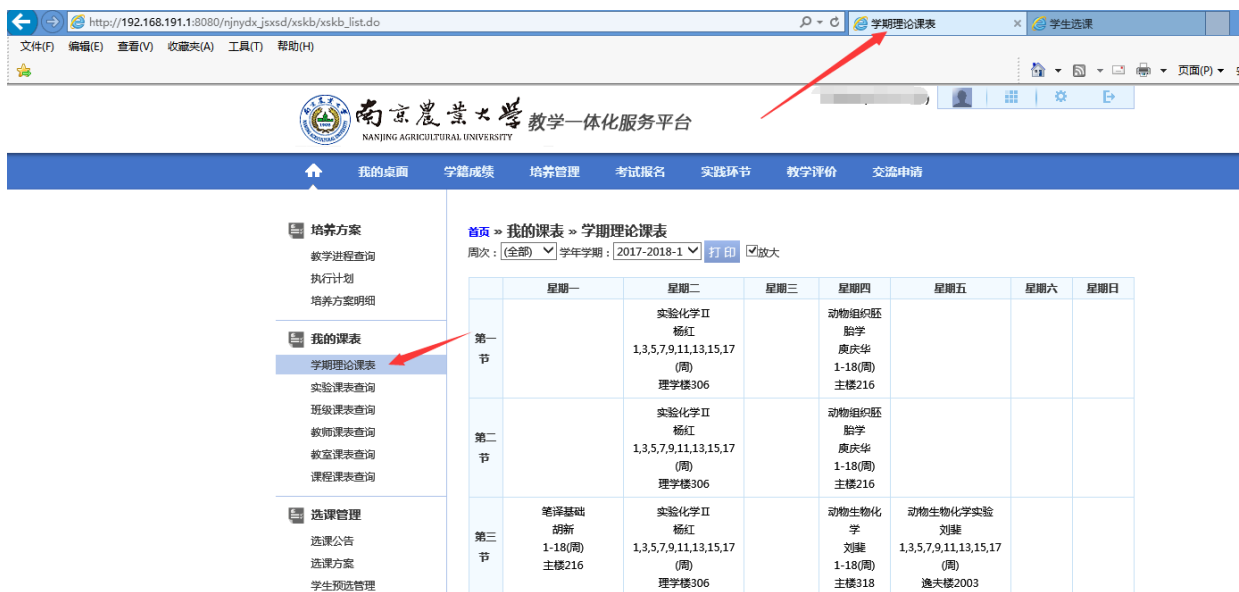 http://192.168.191.1:8080/njnydx_jsxsd/xskb/xskb_list.do
学期理论课表
学生选课
文件(F) 编辑(E) 查看(V) 收藏夹(A) 工具(T) 帮助(H)
页面(P)
南京农业大学 教学一体化服务平台
NANJING AGRICULTURAL UNIVERSITY
我的桌面 学籍成绩 培养管理 考试报名 实践环节 教学评价 交流申请
培养方案
教学进程查询
执行计划
培养方案明细
我的课表
学期理论课表
实验课表查询
班级课表查询
教师课表查询
教室课表查询
课程课表查询
选课管理
选课公告
选课方案
学生预选管理
首页 » 我的课表 » 学期理论课表
周次：(全部) 学年学期：2017-2018-1 打 印 放大
星期一 星期二 星期三 星期四 星期五 星期六 星期日
第一
节
实验化学II
杨红
1,3,5,7,9,11,13,15,17
(周)
理学楼306
动物组织胚
胎学
庾庆华
1-18(周)
主楼216
第二
节
实验化学II
杨红
1,3,5,7,9,11,13,15,17
(周)
理学楼306
动物组织胚
胎学
庾庆华
1-18(周)
主楼216
第三
节
笔译基础
胡新
1-18(周)
主楼216
实验化学II
杨红
1,3,5,7,9,11,13,15,17
(周)
理学楼306
动物生物化
学
刘斐
1-18(周)
主楼318
动物生物化学实验
刘斐
1,3,5,7,9,11,13,15,17
(周)
逸夫楼2003